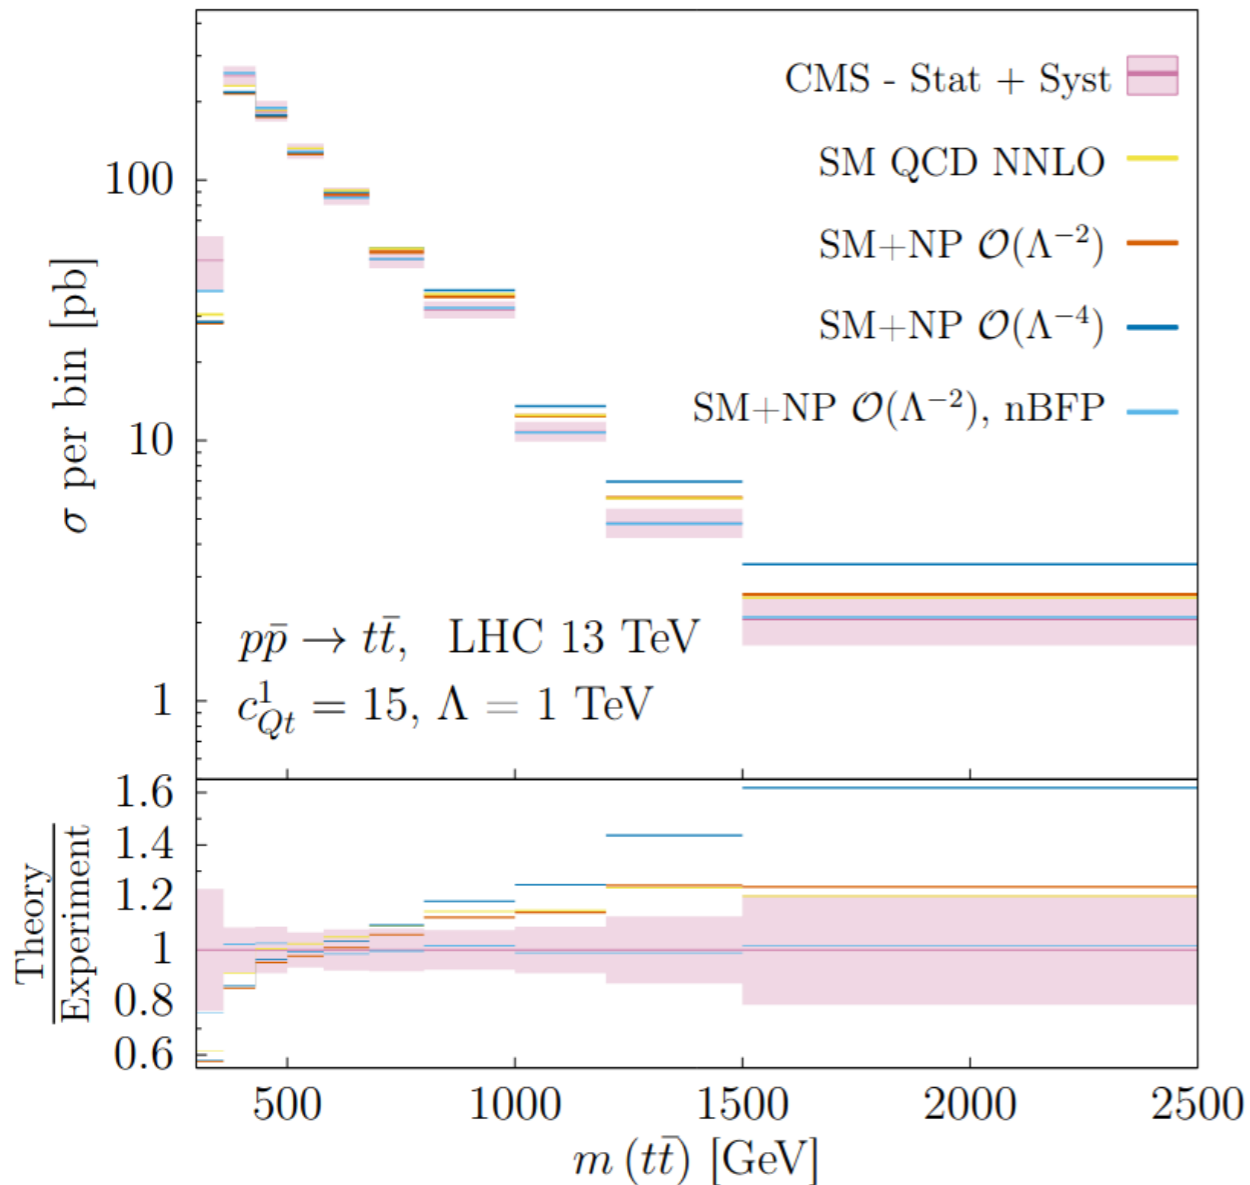 CMS - Stat + Syst
SM QCD NNLO
SM+NP 𝒪(Λ⁻²)
SM+NP 𝒪(Λ⁻⁴)
SM+NP 𝒪(Λ⁻²), nBFP
100
10
1
σ per bin [pb]
pp̄ → tt̄, LHC 13 TeV
c¹_Qt = 15, Λ = 1 TeV
1.6
1.4
1.2
1
0.8
0.6
Theory
Experiment
500 1000 1500 2000 2500
m (tt̄) [GeV]